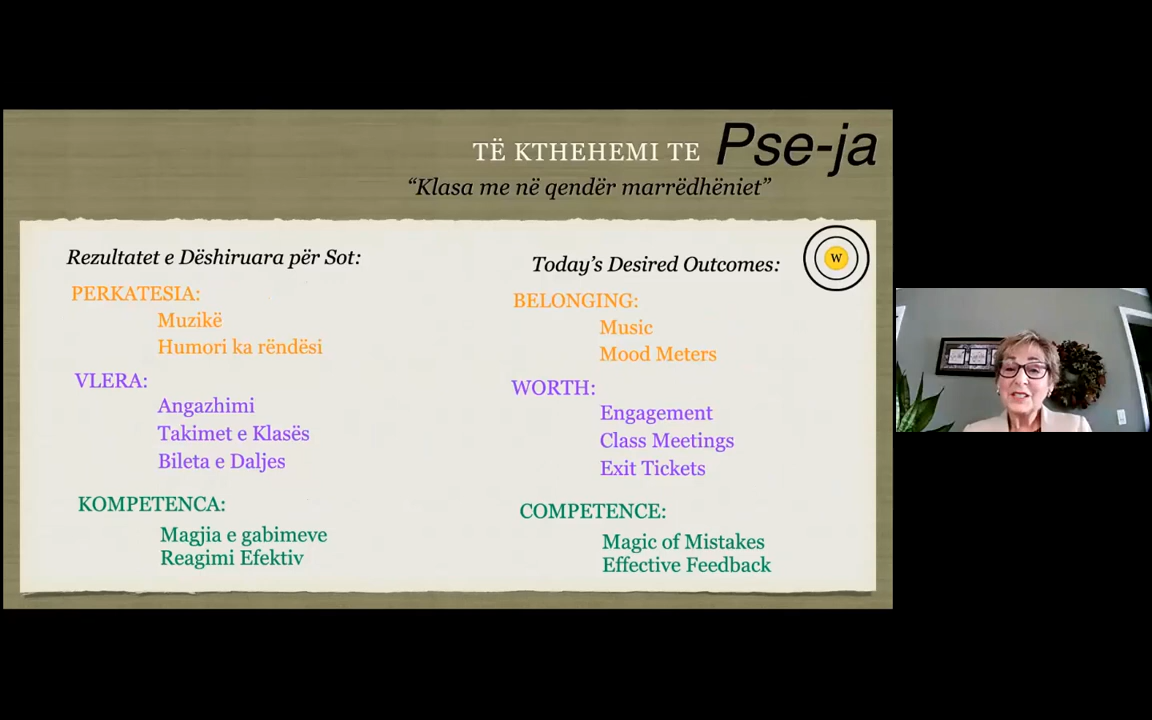 TË KTHEHEMI TE Pse-ja
“Klasa me në qendër marrëdhëniet”
Rezultatet e Dëshiruara për Sot:
PERKATESIA:
Muzikë
Humori ka rëndësi
VLERA:
Angazhimi
Takimet e Klasës
Bileta e Daljes
KOMPETENCA:
Magjia e gabimeve
Reagimi Efektiv
Today’s Desired Outcomes:
W
BELONGING:
Music
Mood Meters
WORTH:
Engagement
Class Meetings
Exit Tickets
COMPETENCE:
Magic of Mistakes
Effective Feedback